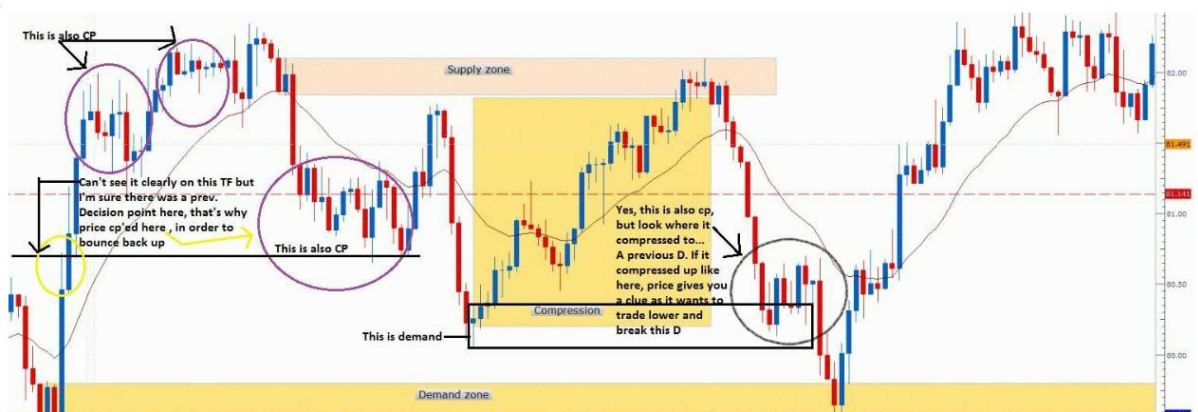 This is also CP
Supply zone
82.00
81.491
Can't see it clearly on this TF but
I'm sure there was a prev.
Decision point here, that's why
price cp'ed here , in order to
bounce back up
81.141
Yes, this is also cp,
but look where it
compressed to...
A previous D. If it
compressed up like
here, price gives you
a clue as it wants to
trade lower and
break this D
81.00
This is also CP
80.50
Compression
This is demand
80.00
Demand zone